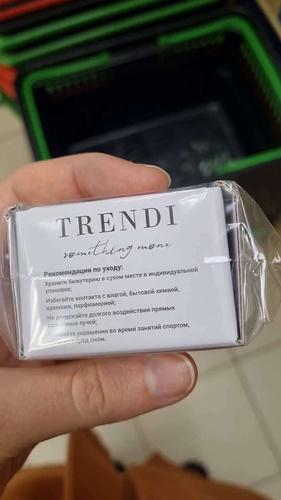 TRENDI
something more
Рекомендации по уходу:
Храните бижутерию в сухом месте в индивидуальной
упаковке;
Избегайте контакта с влагой, бытовой химией,
кремами, парфюмерией;
Не допускайте долгого воздействия прямых
лучей;
украшения во время занятий спортом,
перед сном.